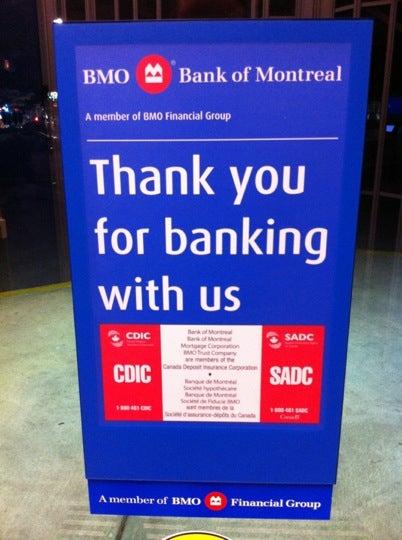 BMO Bank of Montreal
A member of BMO Financial Group
Thank you
for banking
with us
CDIC
CDIC
1-800-461-CDIC
Bank of Montreal
Bank of Montreal
Mortgage Corporation
BMO Trust Company
are members of the
Canada Deposit Insurance Corporation
•
Banque de Montréal
Société hypothécaire
Banque de Montréal
Société de Fiducie BMO
sont membres de la
Société d'assurance-dépôts du Canada
SADC
SADC
1-800-461-SADC
Canada
A member of BMO Financial Group